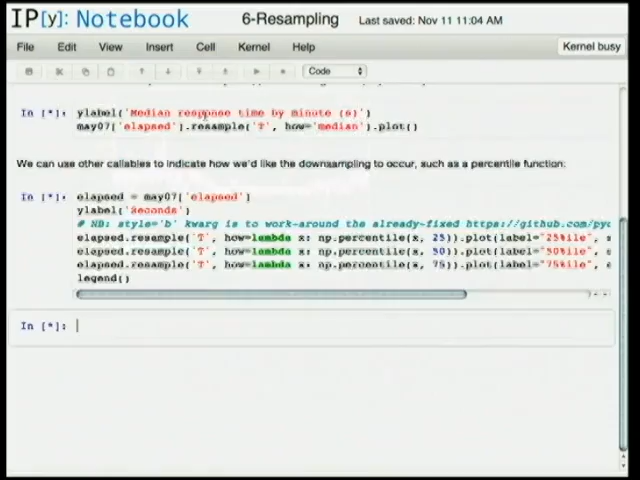 IP[y]: Notebook 6-Resampling Last saved: Nov 11 11:04 AM
File Edit View Insert Cell Kernel Help Kernel busy
Code
In [*]: ylabel('Median response time by minute (s)')
may07['elapsed'].resample('T', how='median').plot()
We can use other callables to indicate how we'd like the downsampling to occur, such as a percentile function:
In [*]: elapsed = may07['elapsed']
ylabel('Seconds')
# NB: style='b' kwarg is to work-around the already-fixed https://github.com/pyd
elapsed.resample('T', how=lambda x: np.percentile(x, 25)).plot(label="25%ile", s
elapsed.resample('T', how=lambda x: np.percentile(x, 50)).plot(label="50%ile", s
elapsed.resample('T', how=lambda x: np.percentile(x, 75)).plot(label="75%ile", s
legend()
In [*]: